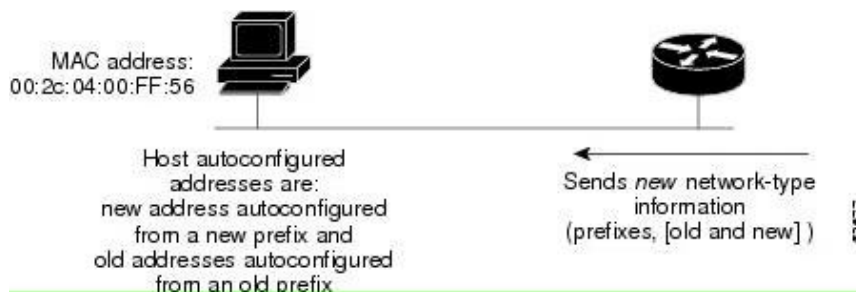 MAC address:
00:2c:04:00:FF:56
Host autoconfigured
addresses are:
new address autoconfigured
from a new prefix and
old addresses autoconfigured
from an old prefix
Sends new network-type
information
(prefixes, [old and new] )